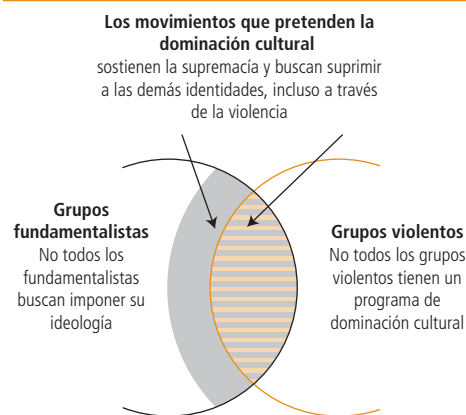 Los movimientos que pretenden la
dominación cultural
sostienen la supremacía y buscan suprimir
a las demás identidades, incluso a través
de la violencia
Grupos
fundamentalistas
No todos los
fundamentalistas
buscan imponer su
ideología
Grupos violentos
No todos los grupos
violentos tienen un
programa de
dominación cultural